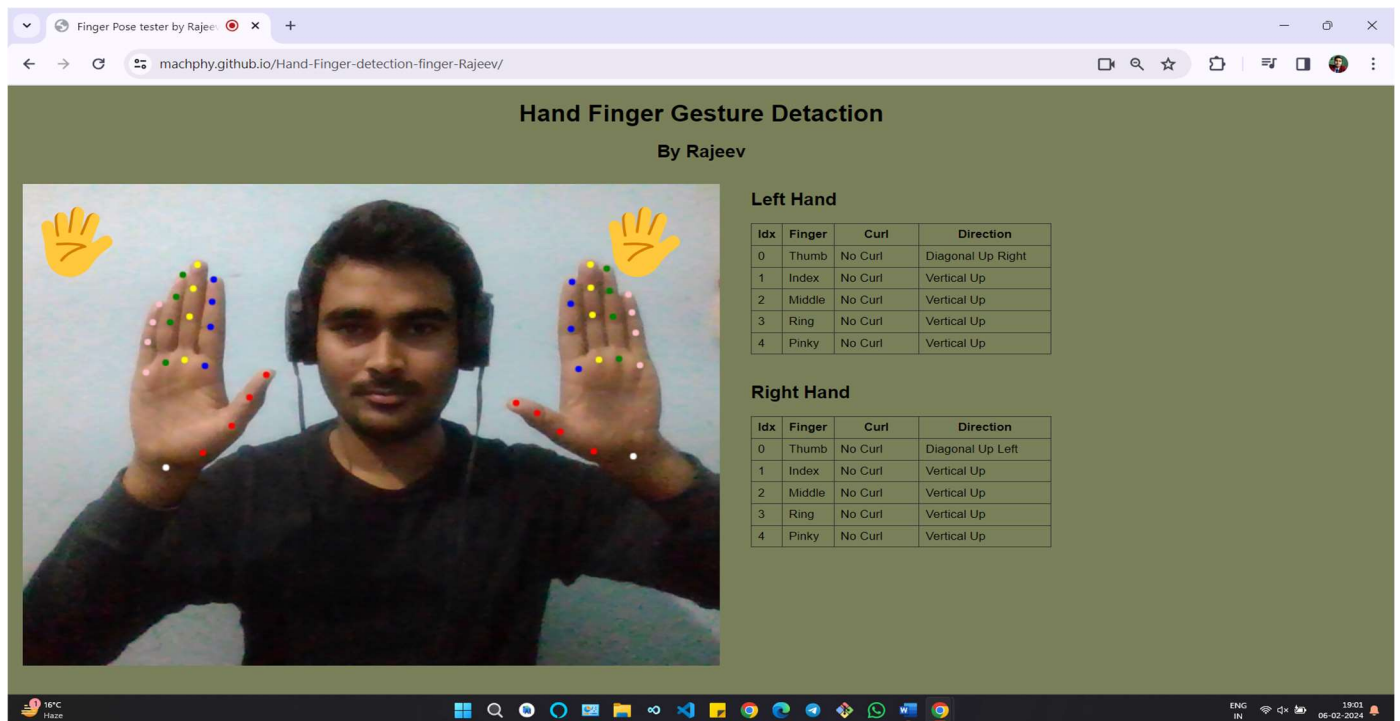 Finger Pose tester by Rajee
machphy.github.io/Hand-Finger-detection-finger-Rajeev/
Hand Finger Gesture Detaction
By Rajeev
Left Hand
Idx Finger Curl Direction
0 Thumb No Curl Diagonal Up Right
1 Index No Curl Vertical Up
2 Middle No Curl Vertical Up
3 Ring No Curl Vertical Up
4 Pinky No Curl Vertical Up
Right Hand
Idx Finger Curl Direction
0 Thumb No Curl Diagonal Up Left
1 Index No Curl Vertical Up
2 Middle No Curl Vertical Up
3 Ring No Curl Vertical Up
4 Pinky No Curl Vertical Up
1
16°C
Haze
ENG
IN
19:01
06-02-2024